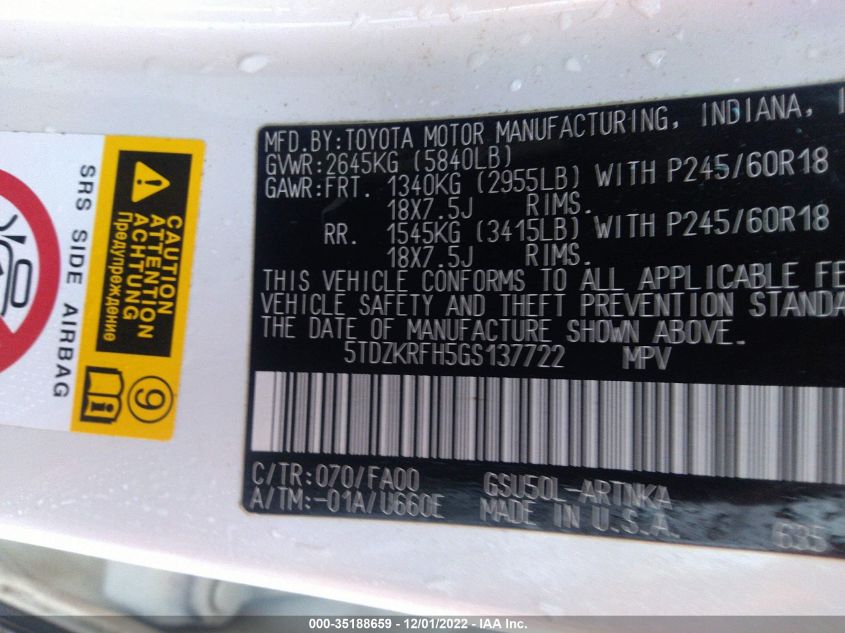 SRS SIDE AIRBAG
CAUTION
ATTENTION
ACHTUNG
Предупреждение
9
MFD.BY:TOYOTA MOTOR MANUFACTURING, INDIANA,
GVWR:2645KG (5840LB)
GAWR:FRT. 1340KG (2955LB) WITH P245/60R18
18X7.5J RIMS.
RR. 1545KG (3415LB) WITH P245/60R18
18X7.5J RIMS.
THIS VEHICLE CONFORMS TO ALL APPLICABLE FE
VEHICLE SAFETY AND THEFT PREVENTION STANDA
THE DATE OF MANUFACTURE SHOWN ABOVE.
5TDZKRFH5GS137722 MPV
C/TR:070/FA00 GSU50L-ARTNKA
A/TM:-01A/U660E MADE IN U.S.A. 635
000-35188659 - 12/01/2022 - IAA Inc.